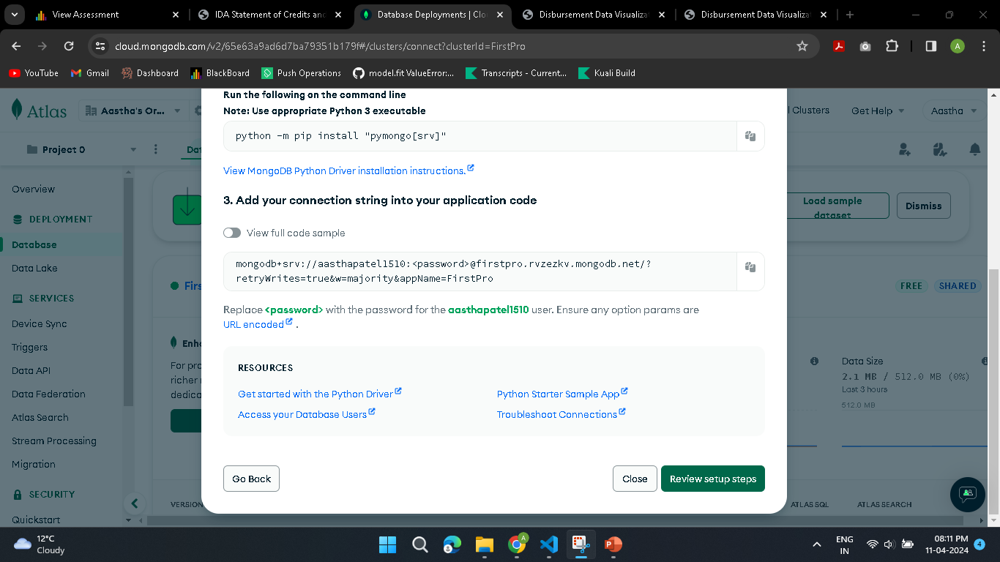 View Assessment
IDA Statement of Credits and
Database Deployments | Clo
Disbursement Data Visualiza
Disbursement Data Visualiza
cloud.mongodb.com/v2/65e63a9ad6d7ba79351b179f#/clusters/connect?clusterId=FirstPro
A
YouTube
Gmail
Dashboard
BlackBoard
Push Operations
model.fit ValueError:...
Transcripts - Current...
Kuali Build
Atlas
Aastha's Or...
l Clusters
Get Help
Aastha
Project 0
Dat
Overview
DEPLOYMENT
Database
Data Lake
SERVICES
Device Sync
Triggers
Data API
Data Federation
Atlas Search
Stream Processing
Migration
SECURITY
Quickstart
Run the following on the command line
Note: Use appropriate Python 3 executable
python -m pip install "pymongo[srv]"
View MongoDB Python Driver installation instructions.
3. Add your connection string into your application code
View full code sample
mongodb+srv://aasthapatel1510:<password>@firstpro.rvzezkv.mongodb.net/?
retryWrites=true&w=majority&appName=FirstPro
Replace <password> with the password for the aasthapatel1510 user. Ensure any option params are
URL encoded .
RESOURCES
Get started with the Python Driver
Python Starter Sample App
Access your Database Users
Troubleshoot Connections
Go Back
Close
Review setup steps
Load sample
dataset
Dismiss
Firs
FREE
SHARED
Enha
For pro
richer
dedica
Data Size
2.1 MB / 512.0 MB (0%)
Last 3 hours
512.0 MB
VERSION
ATLAS SQL
ATLAS SEARCH
12°C
Cloudy
A
ENG
IN
08:11 PM
11-04-2024
4